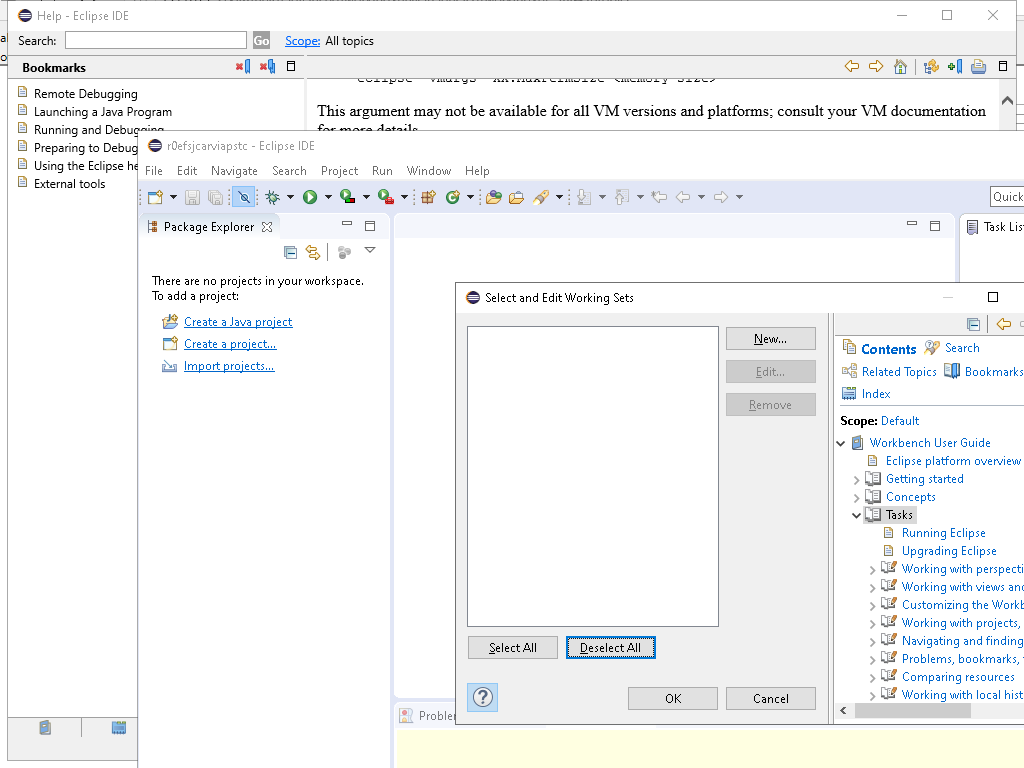 Help - Eclipse IDE
Search:
Go
Scope: All topics
Bookmarks
Remote Debugging
Launching a Java Program
Running and Debugging
Preparing to Debug
Using the Eclipse he
External tools
This argument may not be available for all VM versions and platforms; consult your VM documentation
for more details
r0efsjcarviapstc - Eclipse IDE
File Edit Navigate Search Project Run Window Help
Quick
Package Explorer
Task List
There are no projects in your workspace.
To add a project:
Create a Java project
Create a project...
Import projects...
Select and Edit Working Sets
New...
Edit...
Remove
Select All
Deselect All
OK
Cancel
Contents
Search
Related Topics
Bookmarks
Index
Scope: Default
Workbench User Guide
Eclipse platform overview
Getting started
Concepts
Tasks
Running Eclipse
Upgrading Eclipse
Working with perspecti
Working with views and
Customizing the Workb
Working with projects,
Navigating and finding
Problems, bookmarks,
Comparing resources
Working with local hist
Problem